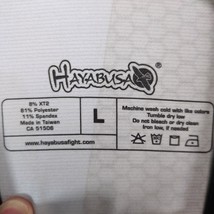 HAYABUSA®
8% XT2
81% Polyester
11% Spandex
Made in Taiwan
CA 51506
www.hayabusafight.com
L
Machine wash cold with like colors
Tumble dry low
Do not bleach or dry clean
Iron low, if needed